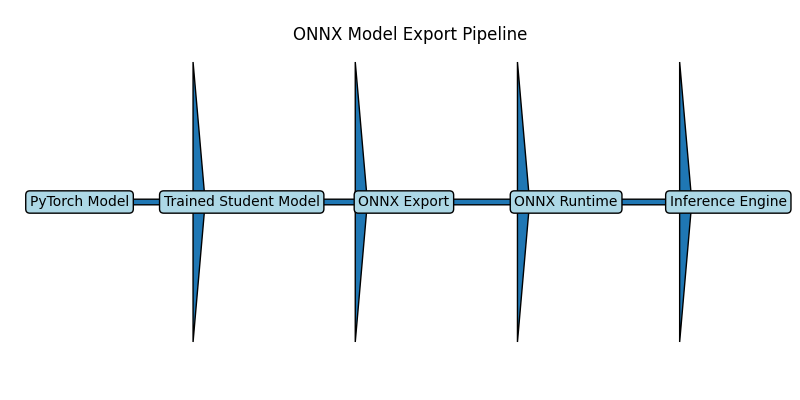 ONNX Model Export Pipeline
PyTorch Model
Trained Student Model
ONNX Export
ONNX Runtime
Inference Engine